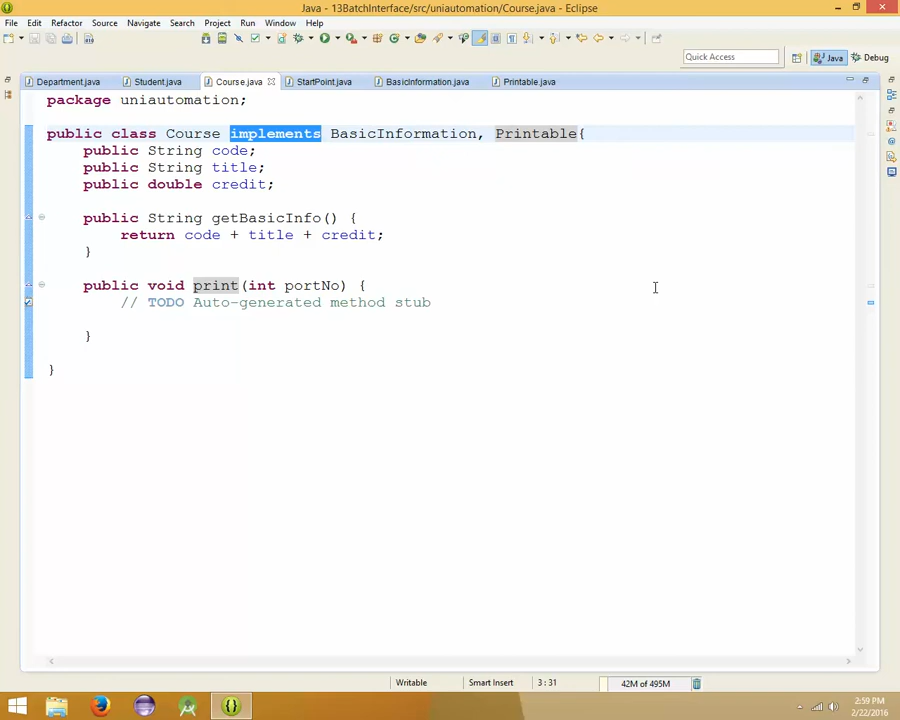 Java - 13BatchInterface/src/uniautomation/Course.java - Eclipse
File Edit Refactor Source Navigate Search Project Run Window Help
Quick Access Java Debug
Department.java Student.java Course.java StartPoint.java BasicInformation.java Printable.java
package uniautomation;
public class Course implements BasicInformation, Printable{
public String code;
public String title;
public double credit;
public String getBasicInfo() {
return code + title + credit;
}
public void print(int portNo) {
// TODO Auto-generated method stub
}
}
Writable Smart Insert 3 : 31 42M of 495M
2:59 PM
2/22/2016